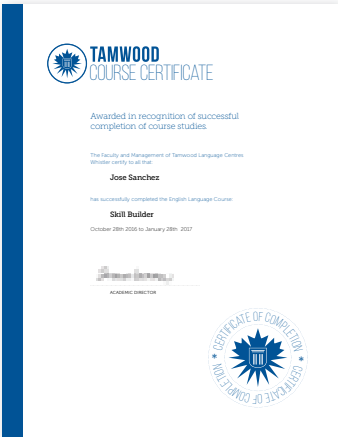 TAMWOOD
COURSE CERTIFICATE
Awarded in recognition of successful
completion of course studies.
The Faculty and Management of Tamwood Language Centres
Whistler certify to all that
Jose Sanchez
has successfully completed the English Language Course:
Skill Builder
October 28th 2016 to January 28th 2017
ACADEMIC DIRECTOR
CERTIFICATE OF COMPLETION
CERTIFICATE OF COMPLETION